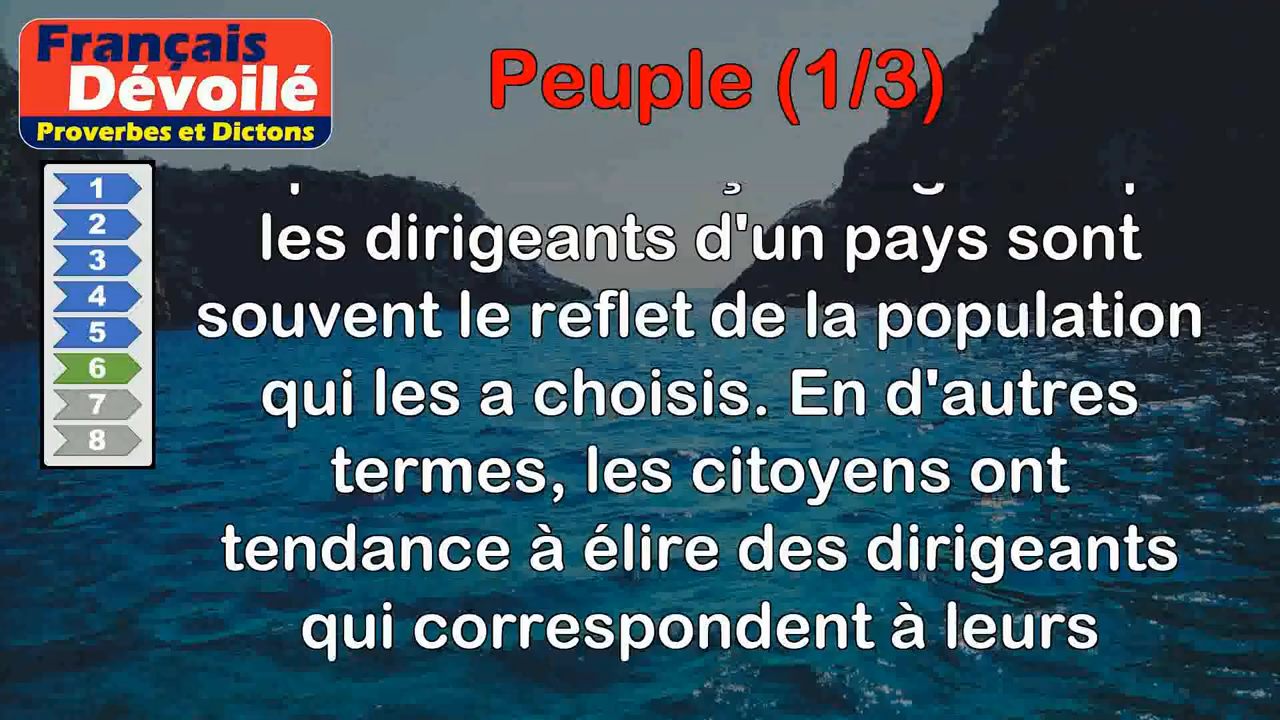 Français
Dévoilé
Proverbes et Dictons
Peuple (1/3)
1
2
3
4
5
6
7
8
les dirigeants d'un pays sont
souvent le reflet de la population
qui les a choisis. En d'autres
termes, les citoyens ont
tendance à élire des dirigeants
qui correspondent à leurs